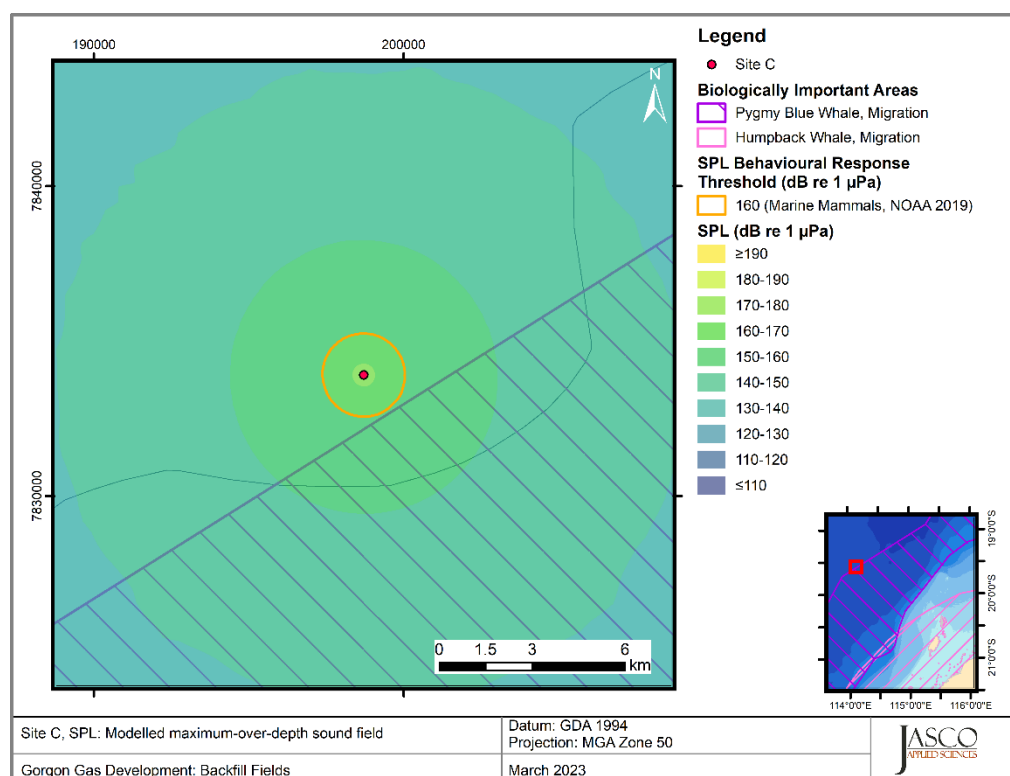 190000
200000
7840000
7830000
N
0 1.5 3 6
km
Legend
Site C
Biologically Important Areas
Pygmy Blue Whale, Migration
Humpback Whale, Migration
SPL Behavioural Response
Threshold (dB re 1 µPa)
160 (Marine Mammals, NOAA 2019)
SPL (dB re 1 µPa)
≥190
180-190
170-180
160-170
150-160
140-150
130-140
120-130
110-120
≤110
19°0'0"S
20°0'0"S
21°0'0"S
114°0'0"E 115°0'0"E 116°0'0"E
Site C, SPL: Modelled maximum-over-depth sound field
Datum: GDA 1994
Projection: MGA Zone 50
Gorgon Gas Development: Backfill Fields
March 2023
JASCO
APPLIED SCIENCES